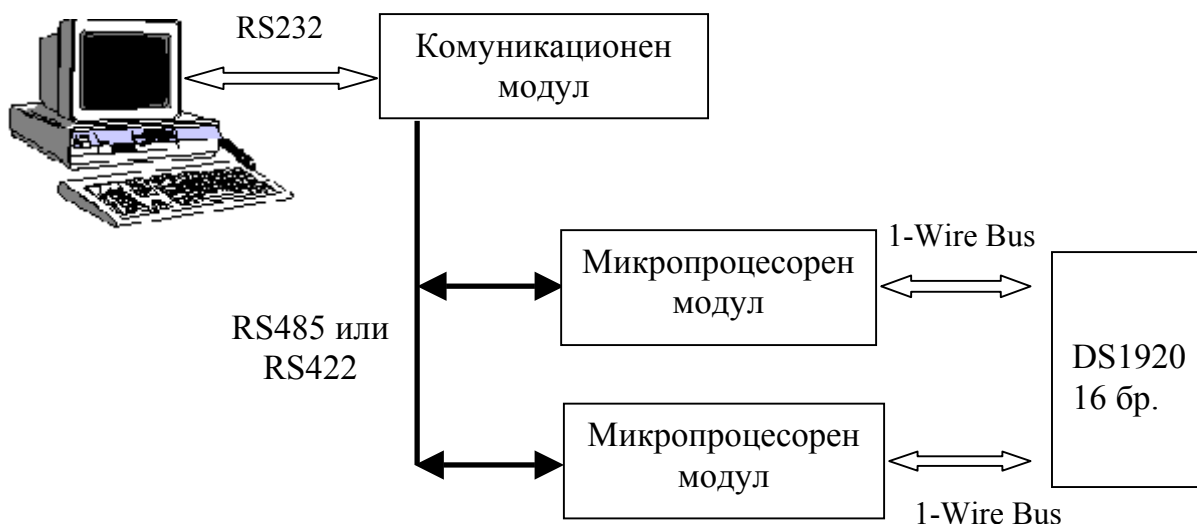 RS232
Комуникационен
модул
1-Wire Bus
Микропроцесорен
модул
RS485 или
RS422
DS1920
16 бр.
Микропроцесорен
модул
1-Wire Bus